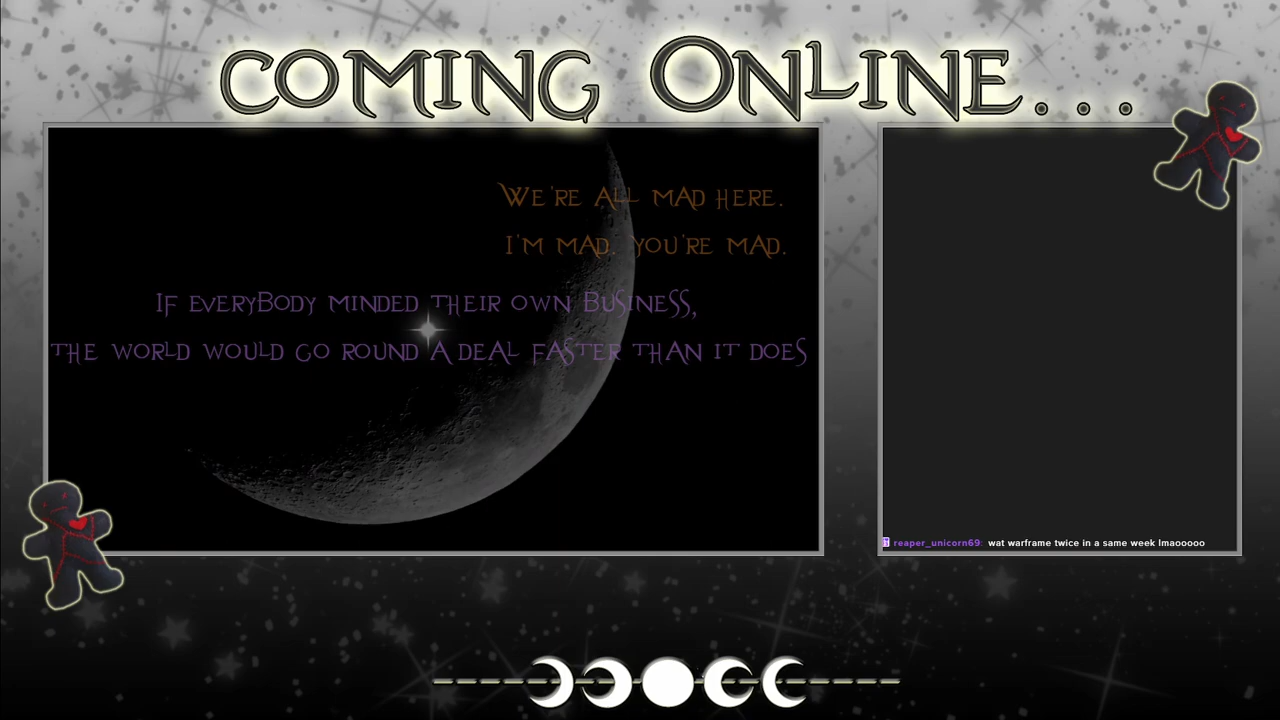 COMING ONLINE...
WE'RE ALL MAD HERE.
I'M MAD. YOU'RE MAD.
IF EVERYBODY MINDED THEIR OWN BUSINESS,
THE WORLD WOULD GO ROUND A DEAL FASTER THAN IT DOES
reaper_unicorn69: wat warframe twice in a same week lmaooooo